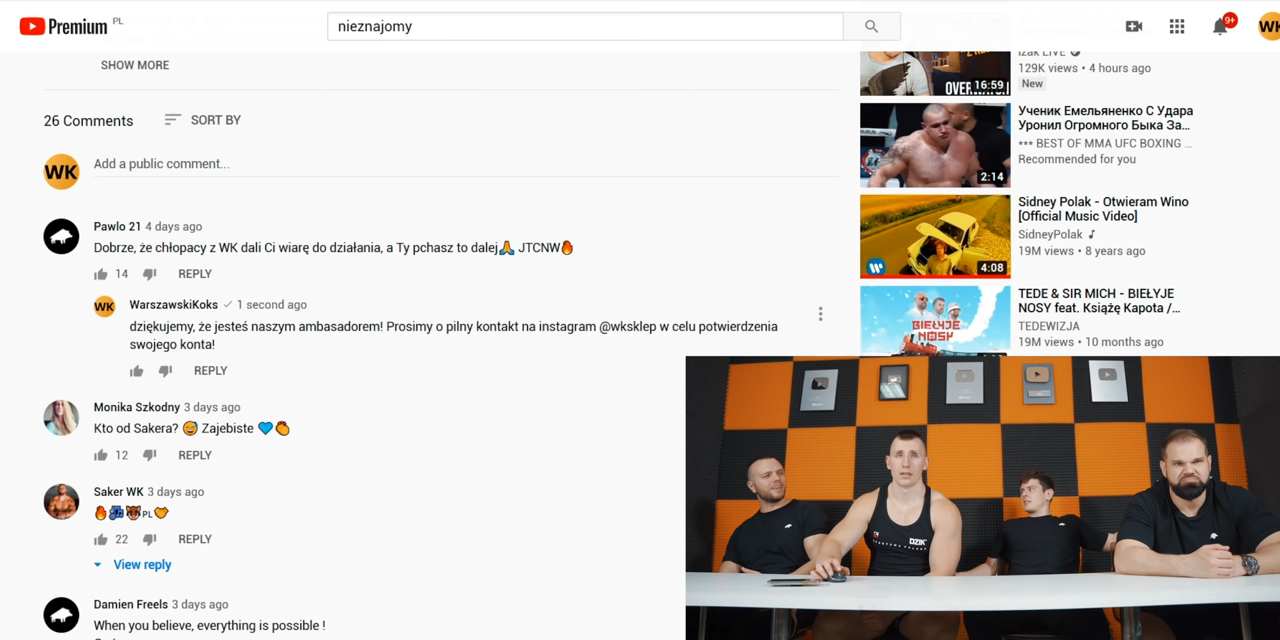 Premium PL
nieznajomy
9+
WK
SHOW MORE
26 Comments
SORT BY
WK
Add a public comment...
Pawlo 21 4 days ago
Dobrze, że chłopacy z WK dali Ci wiarę do działania, a Ty pchasz to dalej🙏 JTCNW🔥
14
REPLY
WK
WarszawskiKoks 1 second ago
dziękujemy, że jesteś naszym ambasadorem! Prosimy o pilny kontakt na instagram @wksklep w celu potwierdzenia
swojego konta!
REPLY
Monika Szkodny 3 days ago
Kto od Sakera? 😅 Zajebiste 💙👏
12
REPLY
Saker WK 3 days ago
PL
22
REPLY
View reply
Damien Freels 3 days ago
When you believe, everything is possible !
OVERWATCH
16:59
Izak LIVE
129K views • 4 hours ago
New
2:14
Ученик Емельяненко С Удара
Уронил Огромного Быка За...
*** BEST OF MMA UFC BOXING ...
Recommended for you
4:08
Sidney Polak - Otwieram Wino
[Official Music Video]
SidneyPolak
19M views • 8 years ago
BIEŁYJE
NOSY
TEDE & SIR MICH - BIEŁYJE
NOSY feat. Książę Kapota /...
TEDEWIZJA
19M views • 10 months ago
DZIK